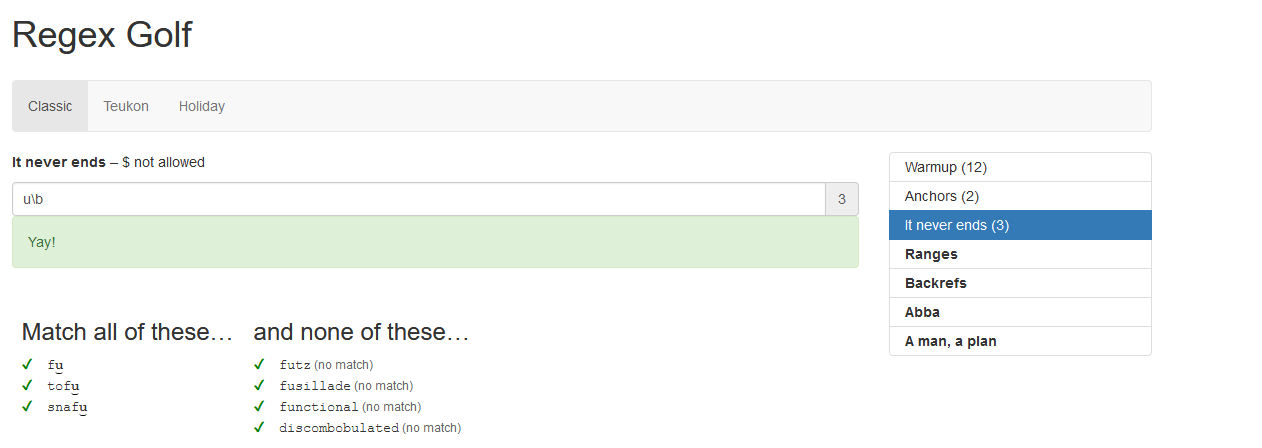 Regex Golf
Classic Teukon Holiday
It never ends – $ not allowed
u\b 3
Yay!
Warmup (12)
Anchors (2)
It never ends (3)
Ranges
Backrefs
Abba
A man, a plan
Match all of these…
✓ fu
✓ tofu
✓ snafu
and none of these…
✓ futz (no match)
✓ fusillade (no match)
✓ functional (no match)
✓ discombobulated (no match)